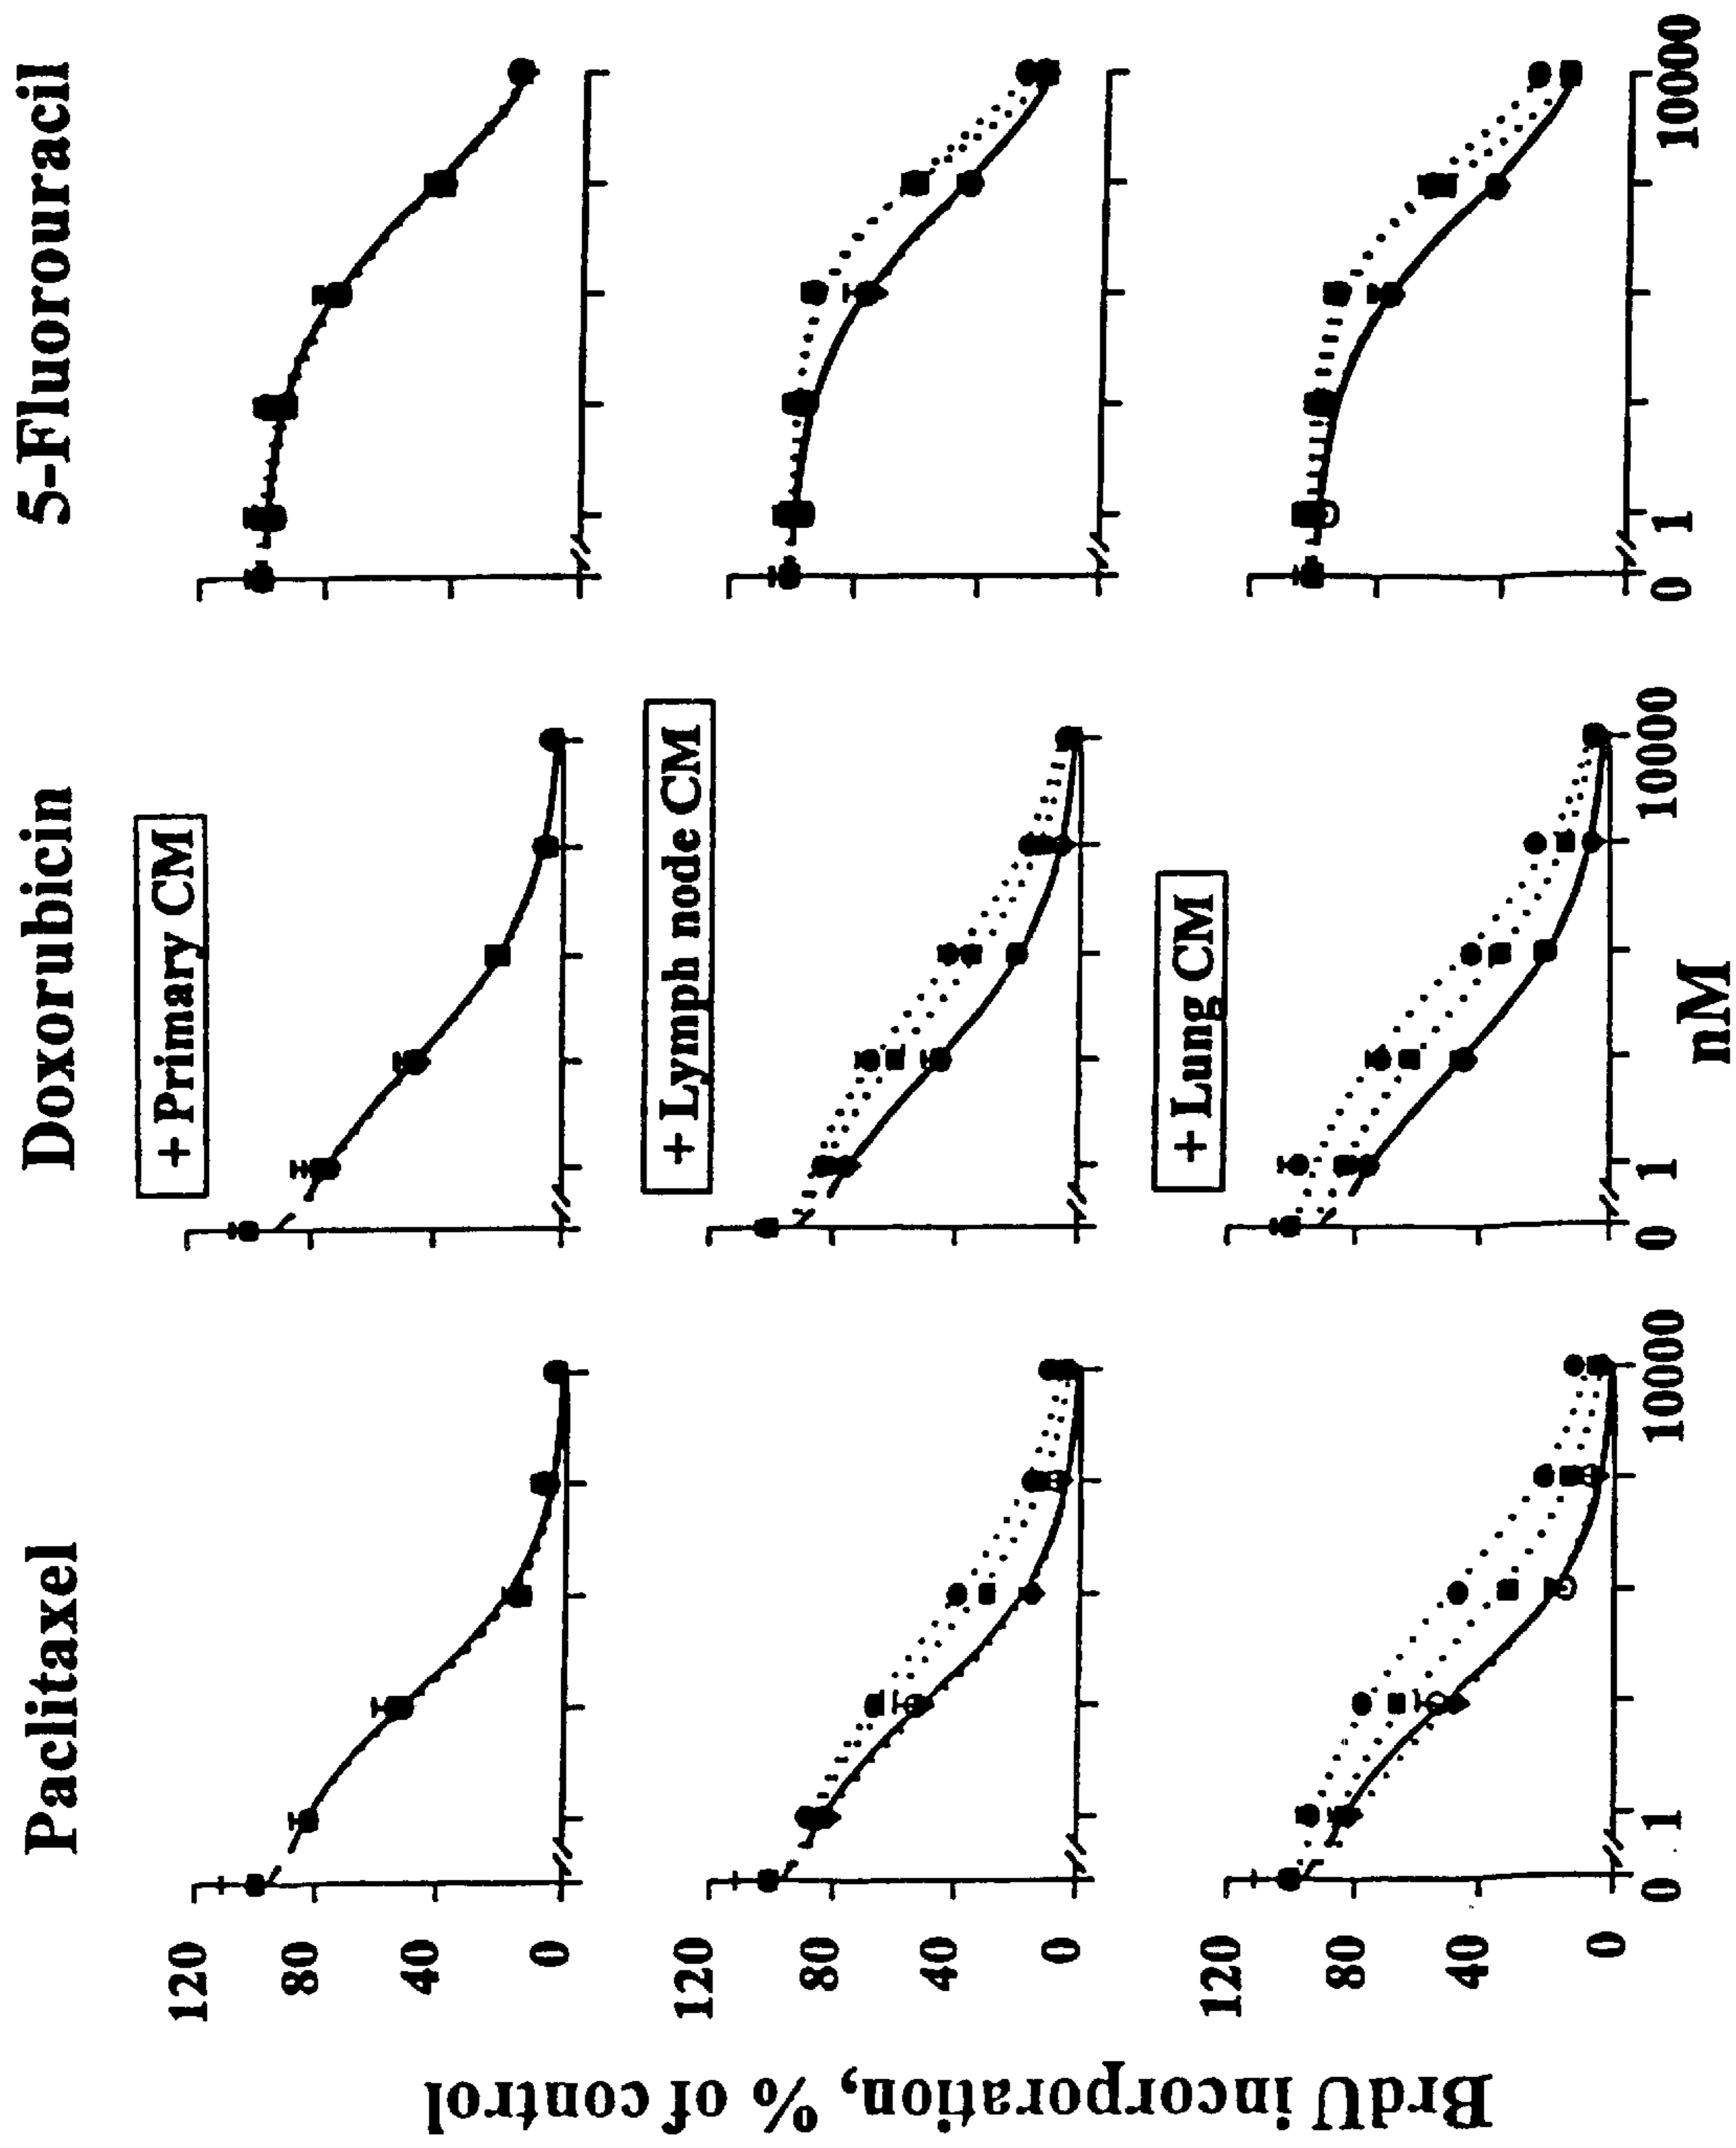 Paclitaxel
Doxorubicin
5-Fluorouracil
+ Primary CM
120
80
40
0
+ Lymph node CM
120
80
40
0
+ Lung CM
120
80
40
0
0 1 10000
0 1 10000
0 1 10000
nM
BrdU incorporation, % of control